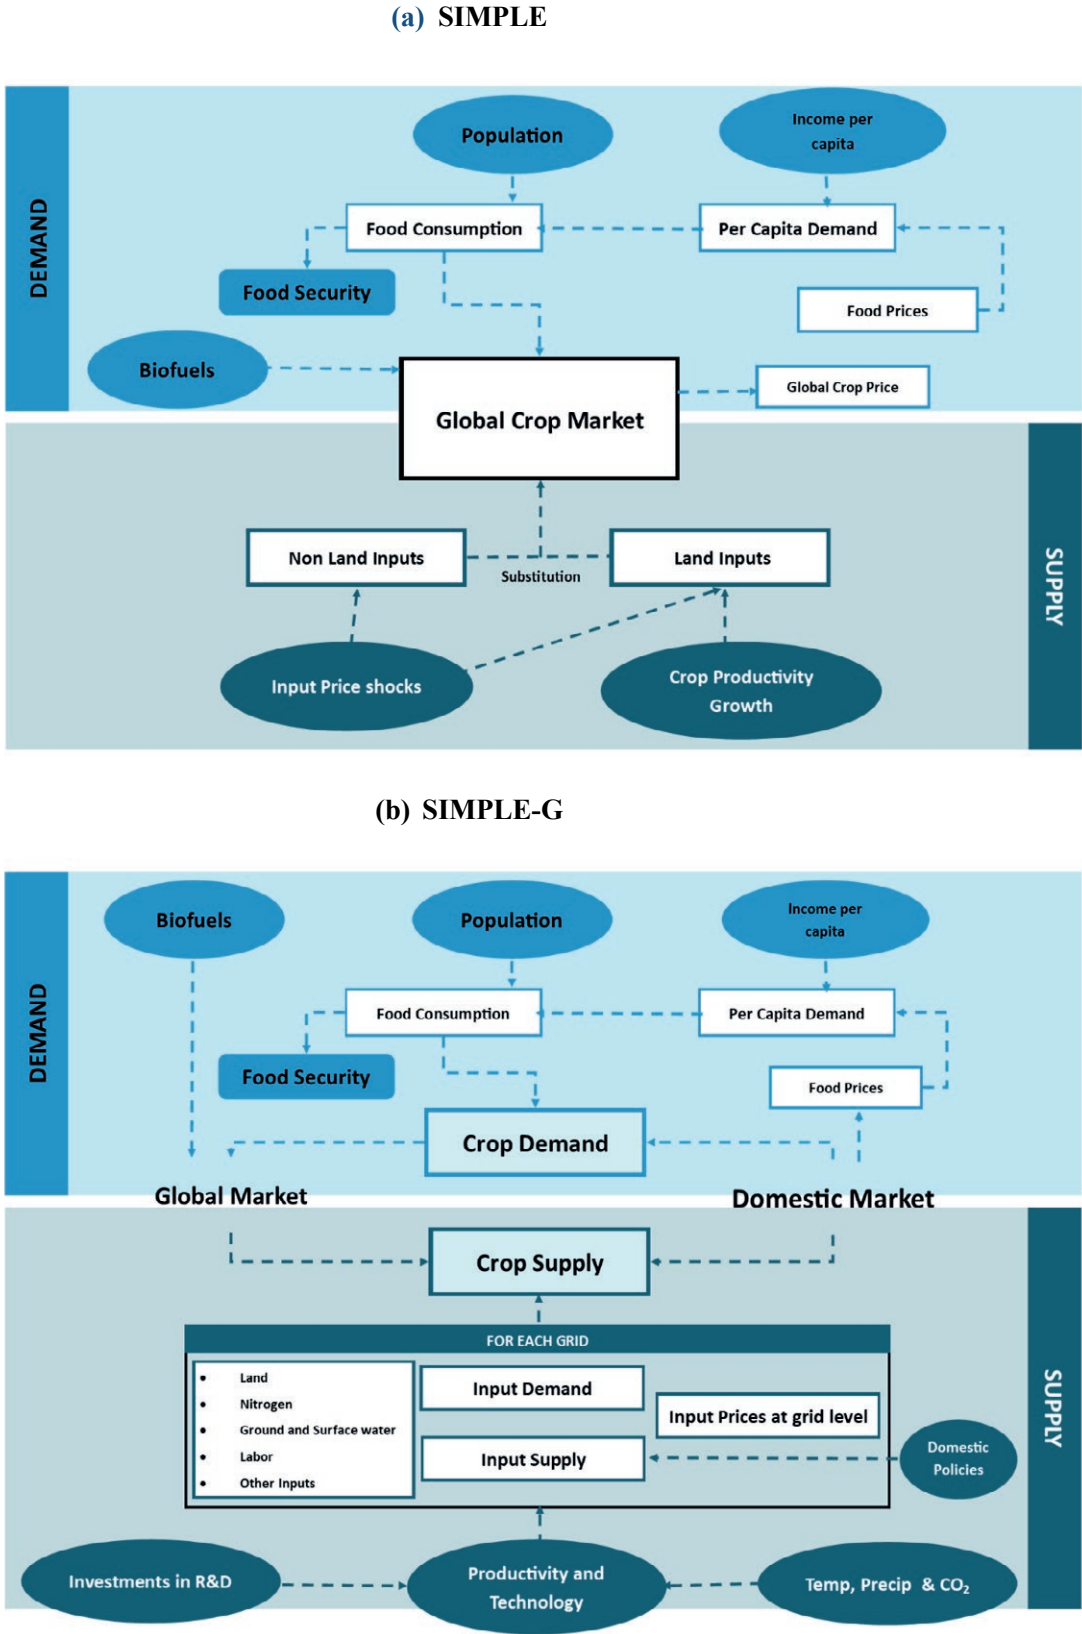 (a) SIMPLE
DEMAND
Population
Income per
capita
Food Consumption
Per Capita Demand
Food Security
Food Prices
Biofuels
Global Crop Price
Global Crop Market
SUPPLY
Non Land Inputs
Land Inputs
Substitution
Input Price shocks
Crop Productivity
Growth
(b) SIMPLE-G
DEMAND
Biofuels
Population
Income per
capita
Food Consumption
Per Capita Demand
Food Security
Food Prices
Crop Demand
Global Market
Domestic Market
SUPPLY
Crop Supply
FOR EACH GRID
• Land
• Nitrogen
• Ground and Surface water
• Labor
• Other Inputs
Input Demand
Input Prices at grid level
Input Supply
Domestic
Policies
Investments in R&D
Productivity and
Technology
Temp, Precip & CO₂